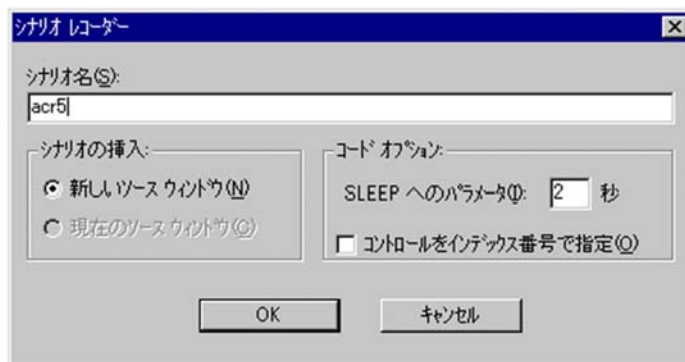 シナリオ レコーダー
シナリオ名(S):
acr5
シナリオの挿入:
新しいソース ウィンドウ(N)
現在のソース ウィンドウ(C)
コード オプション:
SLEEP へのパラメータ(I): 2 秒
コントロールをインデックス番号で指定(O)
OK
キャンセル